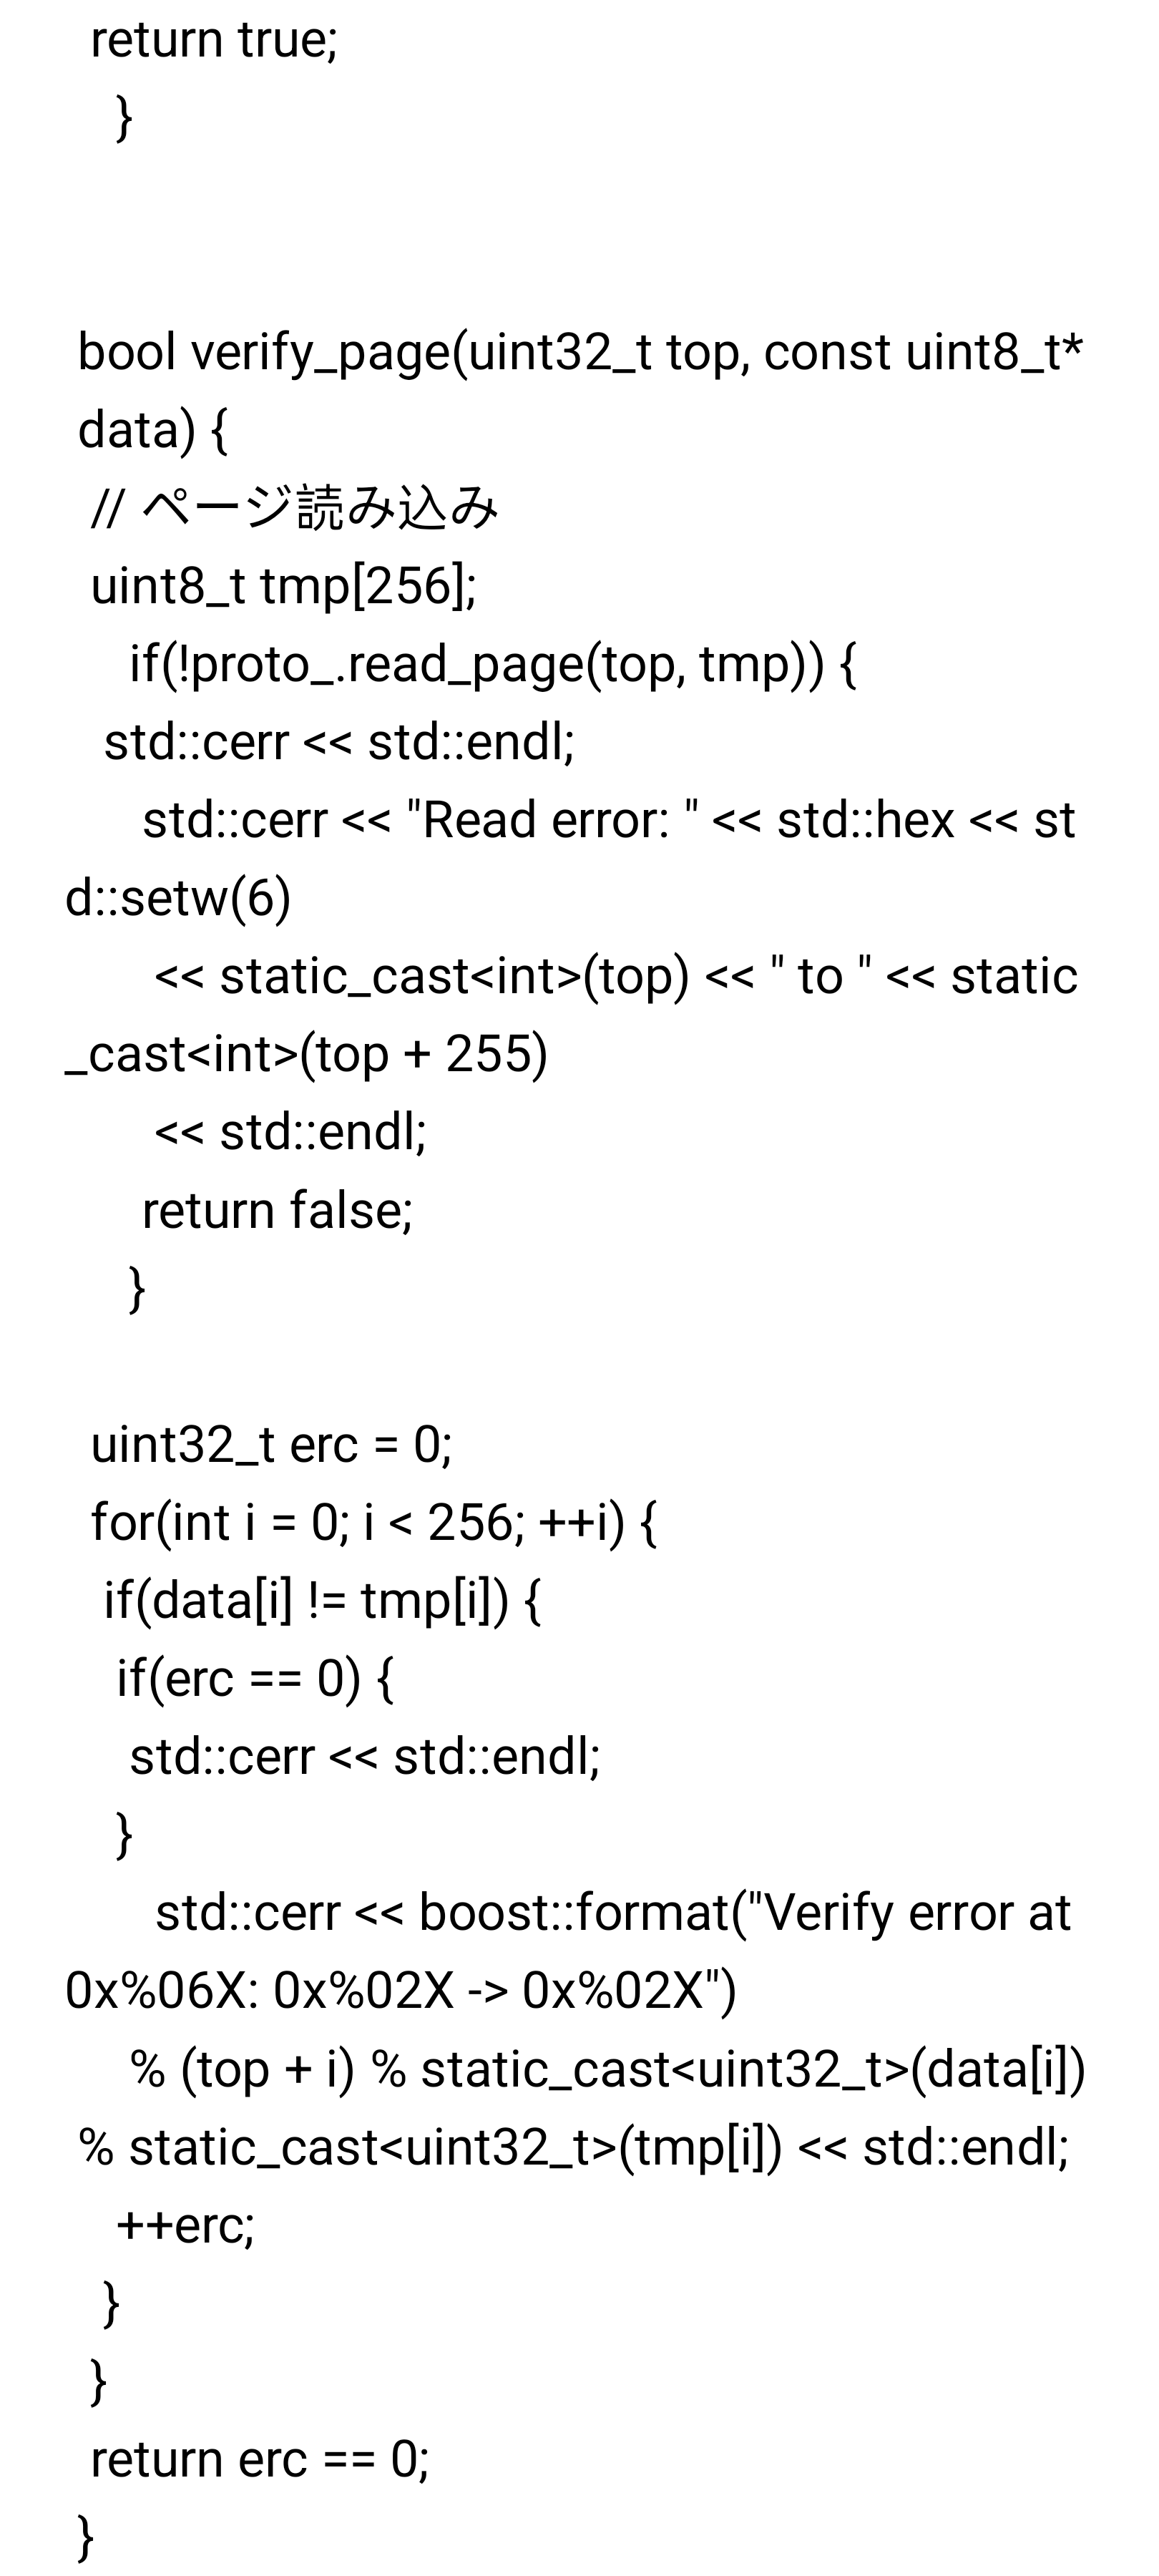 return true;
}
bool verify_page(uint32_t top, const uint8_t*
data) {
// ページ読み込み
uint8_t tmp[256];
if(!proto_.read_page(top, tmp)) {
std::cerr << std::endl;
std::cerr << "Read error: " << std::hex << st
d::setw(6)
<< static_cast<int>(top) << " to " << static
_cast<int>(top + 255)
<< std::endl;
return false;
}
uint32_t erc = 0;
for(int i = 0; i < 256; ++i) {
if(data[i] != tmp[i]) {
if(erc == 0) {
std::cerr << std::endl;
}
std::cerr << boost::format("Verify error at
0x%06X: 0x%02X -> 0x%02X")
% (top + i) % static_cast<uint32_t>(data[i])
% static_cast<uint32_t>(tmp[i]) << std::endl;
++erc;
}
}
return erc == 0;
}